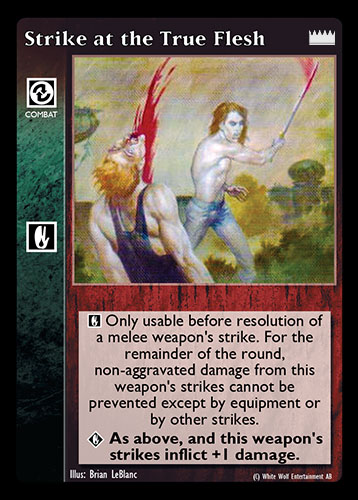 Strike at the True Flesh
COMBAT
Only usable before resolution of
a melee weapon's strike. For the
remainder of the round,
non-aggravated damage from this
weapon's strikes cannot be
prevented except by equipment or
by other strikes.
As above, and this weapon's
strikes inflict +1 damage.
Illus: Brian LeBlanc
(C) White Wolf Entertainment AB